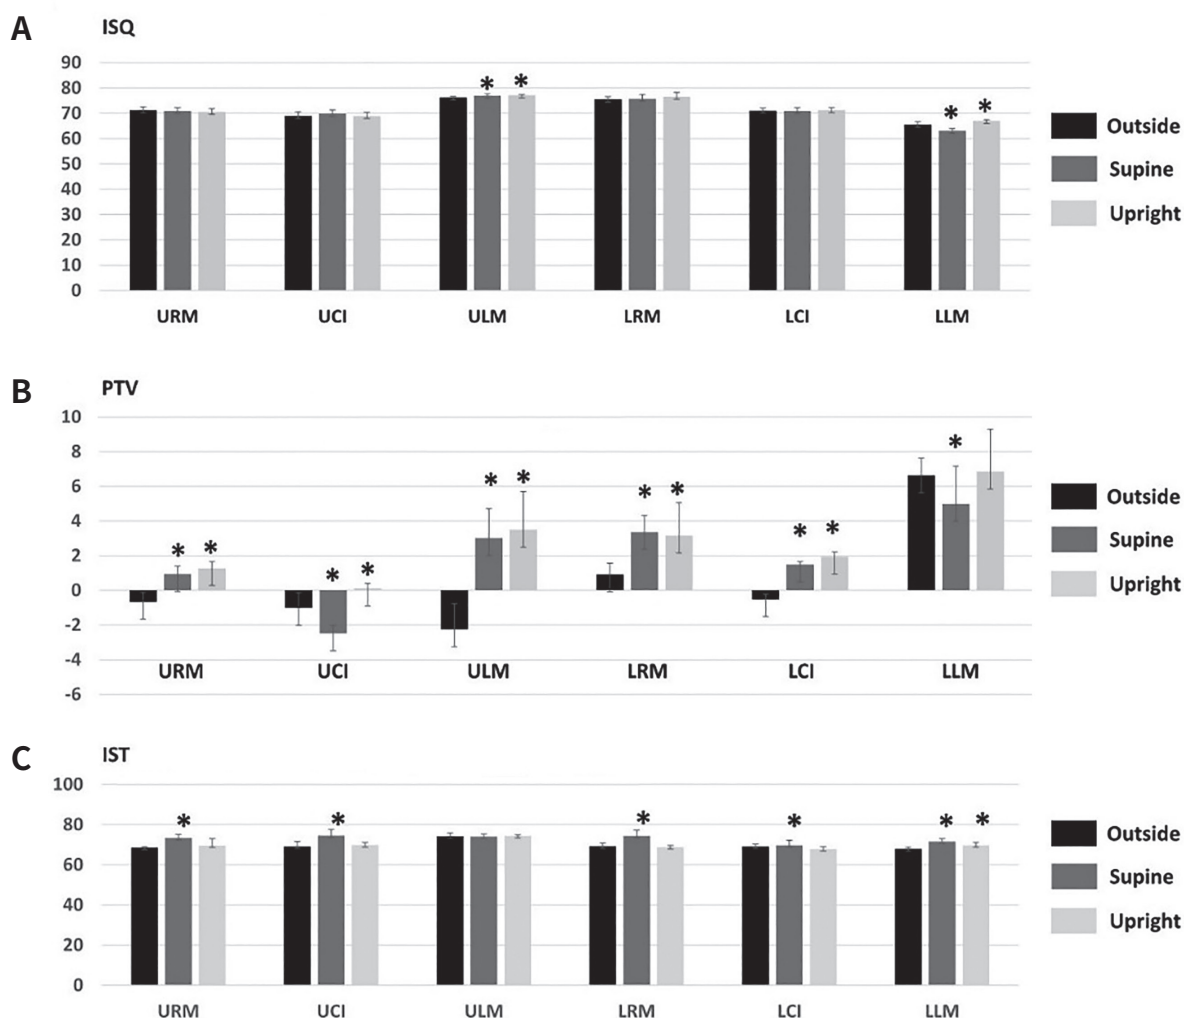 A
ISQ
90
80
70
60
50
40
30
20
10
0
* * * *
URM UCI ULM LRM LCI LLM
Outside
Supine
Upright
B
PTV
10
8
6
4
2
0
-2
-4
-6
* * * * * * * * * * *
URM UCI ULM LRM LCI LLM
Outside
Supine
Upright
C
IST
100
80
60
40
20
0
* * * * * *
URM UCI ULM LRM LCI LLM
Outside
Supine
Upright